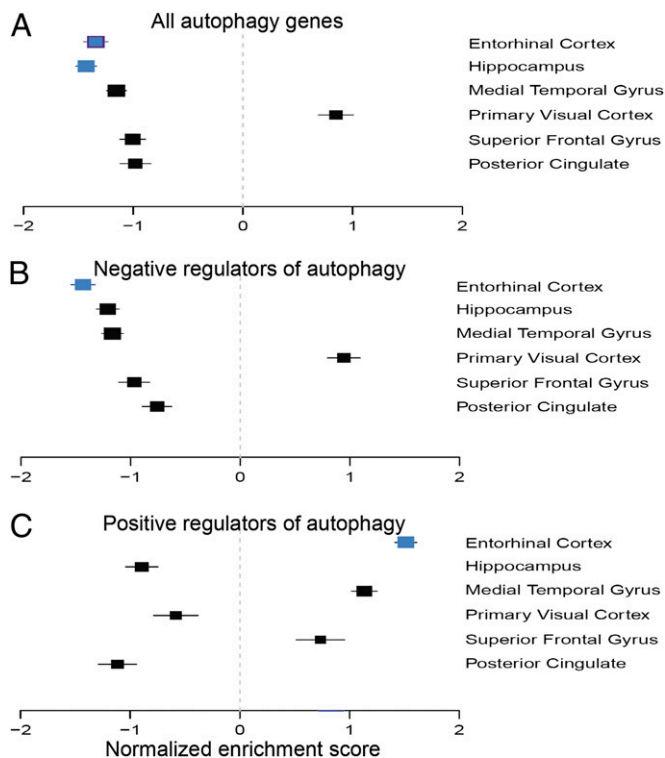 A
All autophagy genes
Entorhinal Cortex
Hippocampus
Medial Temporal Gyrus
Primary Visual Cortex
Superior Frontal Gyrus
Posterior Cingulate
−2 −1 0 1 2
B
Negative regulators of autophagy
Entorhinal Cortex
Hippocampus
Medial Temporal Gyrus
Primary Visual Cortex
Superior Frontal Gyrus
Posterior Cingulate
−2 −1 0 1 2
C
Positive regulators of autophagy
Entorhinal Cortex
Hippocampus
Medial Temporal Gyrus
Primary Visual Cortex
Superior Frontal Gyrus
Posterior Cingulate
−2 −1 0 1 2
Normalized enrichment score